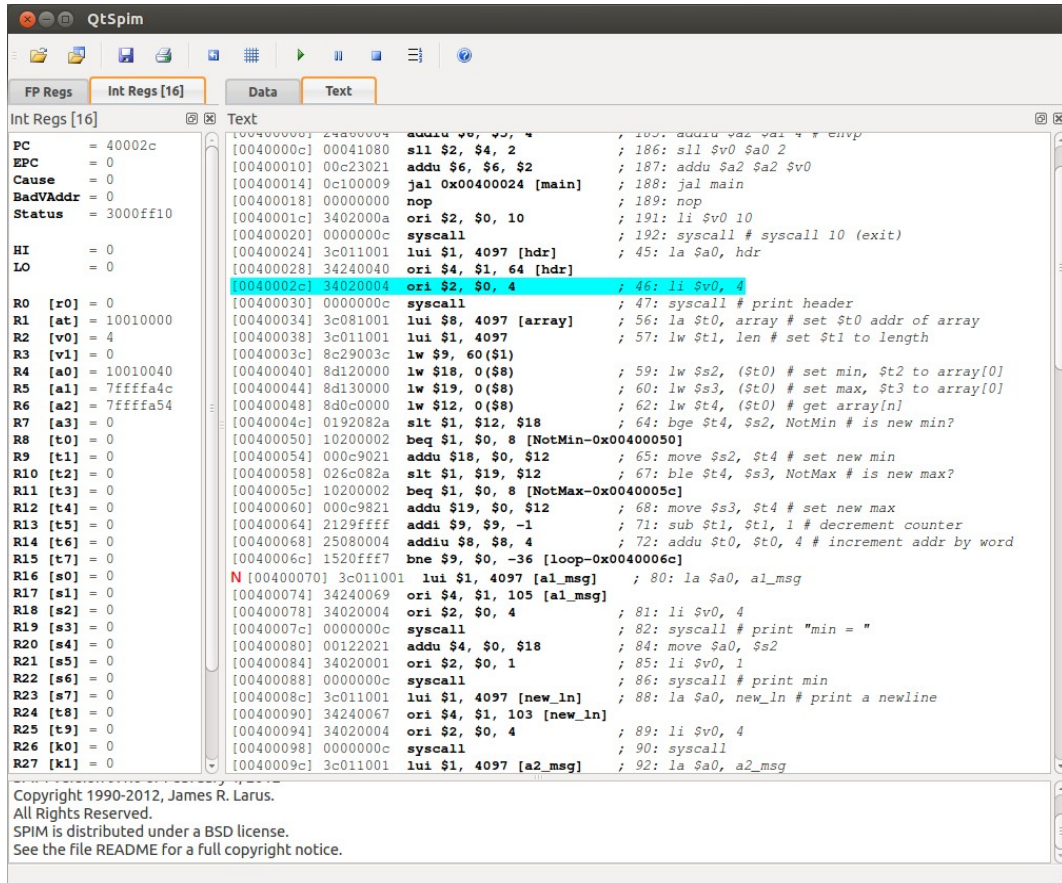 QtSpim
FP Regs
Int Regs [16]
Data
Text
Int Regs [16]
PC = 40002c
EPC = 0
Cause = 0
BadVAddr = 0
Status = 3000ff10
HI = 0
LO = 0
R0 [r0] = 0
R1 [at] = 10010000
R2 [v0] = 4
R3 [v1] = 0
R4 [a0] = 10010040
R5 [a1] = 7ffffa4c
R6 [a2] = 7ffffa54
R7 [a3] = 0
R8 [t0] = 0
R9 [t1] = 0
R10 [t2] = 0
R11 [t3] = 0
R12 [t4] = 0
R13 [t5] = 0
R14 [t6] = 0
R15 [t7] = 0
R16 [s0] = 0
R17 [s1] = 0
R18 [s2] = 0
R19 [s3] = 0
R20 [s4] = 0
R21 [s5] = 0
R22 [s6] = 0
R23 [s7] = 0
R24 [t8] = 0
R25 [t9] = 0
R26 [k0] = 0
R27 [k1] = 0
Text
[00400008] 24a60004 addiu $6, $5, 4 ; 185: addiu $a2 $a1 4 # envp
[0040000c] 00041080 sll $2, $4, 2 ; 186: sll $v0 $a0 2
[00400010] 00c23021 addu $6, $6, $2 ; 187: addu $a2 $a2 $v0
[00400014] 0c100009 jal 0x00400024 [main] ; 188: jal main
[00400018] 00000000 nop ; 189: nop
[0040001c] 3402000a ori $2, $0, 10 ; 191: li $v0 10
[00400020] 0000000c syscall ; 192: syscall # syscall 10 (exit)
[00400024] 3c011001 lui $1, 4097 [hdr] ; 45: la $a0, hdr
[00400028] 34240040 ori $4, $1, 64 [hdr]
[0040002c] 34020004 ori $2, $0, 4 ; 46: li $v0, 4
[00400030] 0000000c syscall ; 47: syscall # print header
[00400034] 3c081001 lui $8, 4097 [array] ; 56: la $t0, array # set $t0 addr of array
[00400038] 3c011001 lui $1, 4097 ; 57: lw $t1, len # set $t1 to length
[0040003c] 8c29003c lw $9, 60($1)
[00400040] 8d120000 lw $18, 0($8) ; 59: lw $s2, ($t0) # set min, $t2 to array[0]
[00400044] 8d130000 lw $19, 0($8) ; 60: lw $s3, ($t0) # set max, $t3 to array[0]
[00400048] 8d0c0000 lw $12, 0($8) ; 62: lw $t4, ($t0) # get array[n]
[0040004c] 0192082a slt $1, $12, $18 ; 64: bge $t4, $s2, NotMin # is new min?
[00400050] 10200002 beq $1, $0, 8 [NotMin-0x00400050]
[00400054] 000c9021 addu $18, $0, $12 ; 65: move $s2, $t4 # set new min
[00400058] 026c082a slt $1, $19, $12 ; 67: ble $t4, $s3, NotMax # is new max?
[0040005c] 10200002 beq $1, $0, 8 [NotMax-0x0040005c]
[00400060] 000c9821 addu $19, $0, $12 ; 68: move $s3, $t4 # set new max
[00400064] 2129ffff addi $9, $9, -1 ; 71: sub $t1, $t1, 1 # decrement counter
[00400068] 25080004 addiu $8, $8, 4 ; 72: addu $t0, $t0, 4 # increment addr by word
[0040006c] 1520fff7 bne $9, $0, -36 [loop-0x0040006c]
N [00400070] 3c011001 lui $1, 4097 [a1_msg] ; 80: la $a0, a1_msg
[00400074] 34240069 ori $4, $1, 105 [a1_msg]
[00400078] 34020004 ori $2, $0, 4 ; 81: li $v0, 4
[0040007c] 0000000c syscall ; 82: syscall # print "min = "
[00400080] 00122021 addu $4, $0, $18 ; 84: move $a0, $s2
[00400084] 34020001 ori $2, $0, 1 ; 85: li $v0, 1
[00400088] 0000000c syscall ; 86: syscall # print min
[0040008c] 3c011001 lui $1, 4097 [new_ln] ; 88: la $a0, new_ln # print a newline
[00400090] 34240067 ori $4, $1, 103 [new_ln]
[00400094] 34020004 ori $2, $0, 4 ; 89: li $v0, 4
[00400098] 0000000c syscall ; 90: syscall
[0040009c] 3c011001 lui $1, 4097 [a2_msg] ; 92: la $a0, a2_msg
Copyright 1990-2012, James R. Larus.
All Rights Reserved.
SPIM is distributed under a BSD license.
See the file README for a full copyright notice.